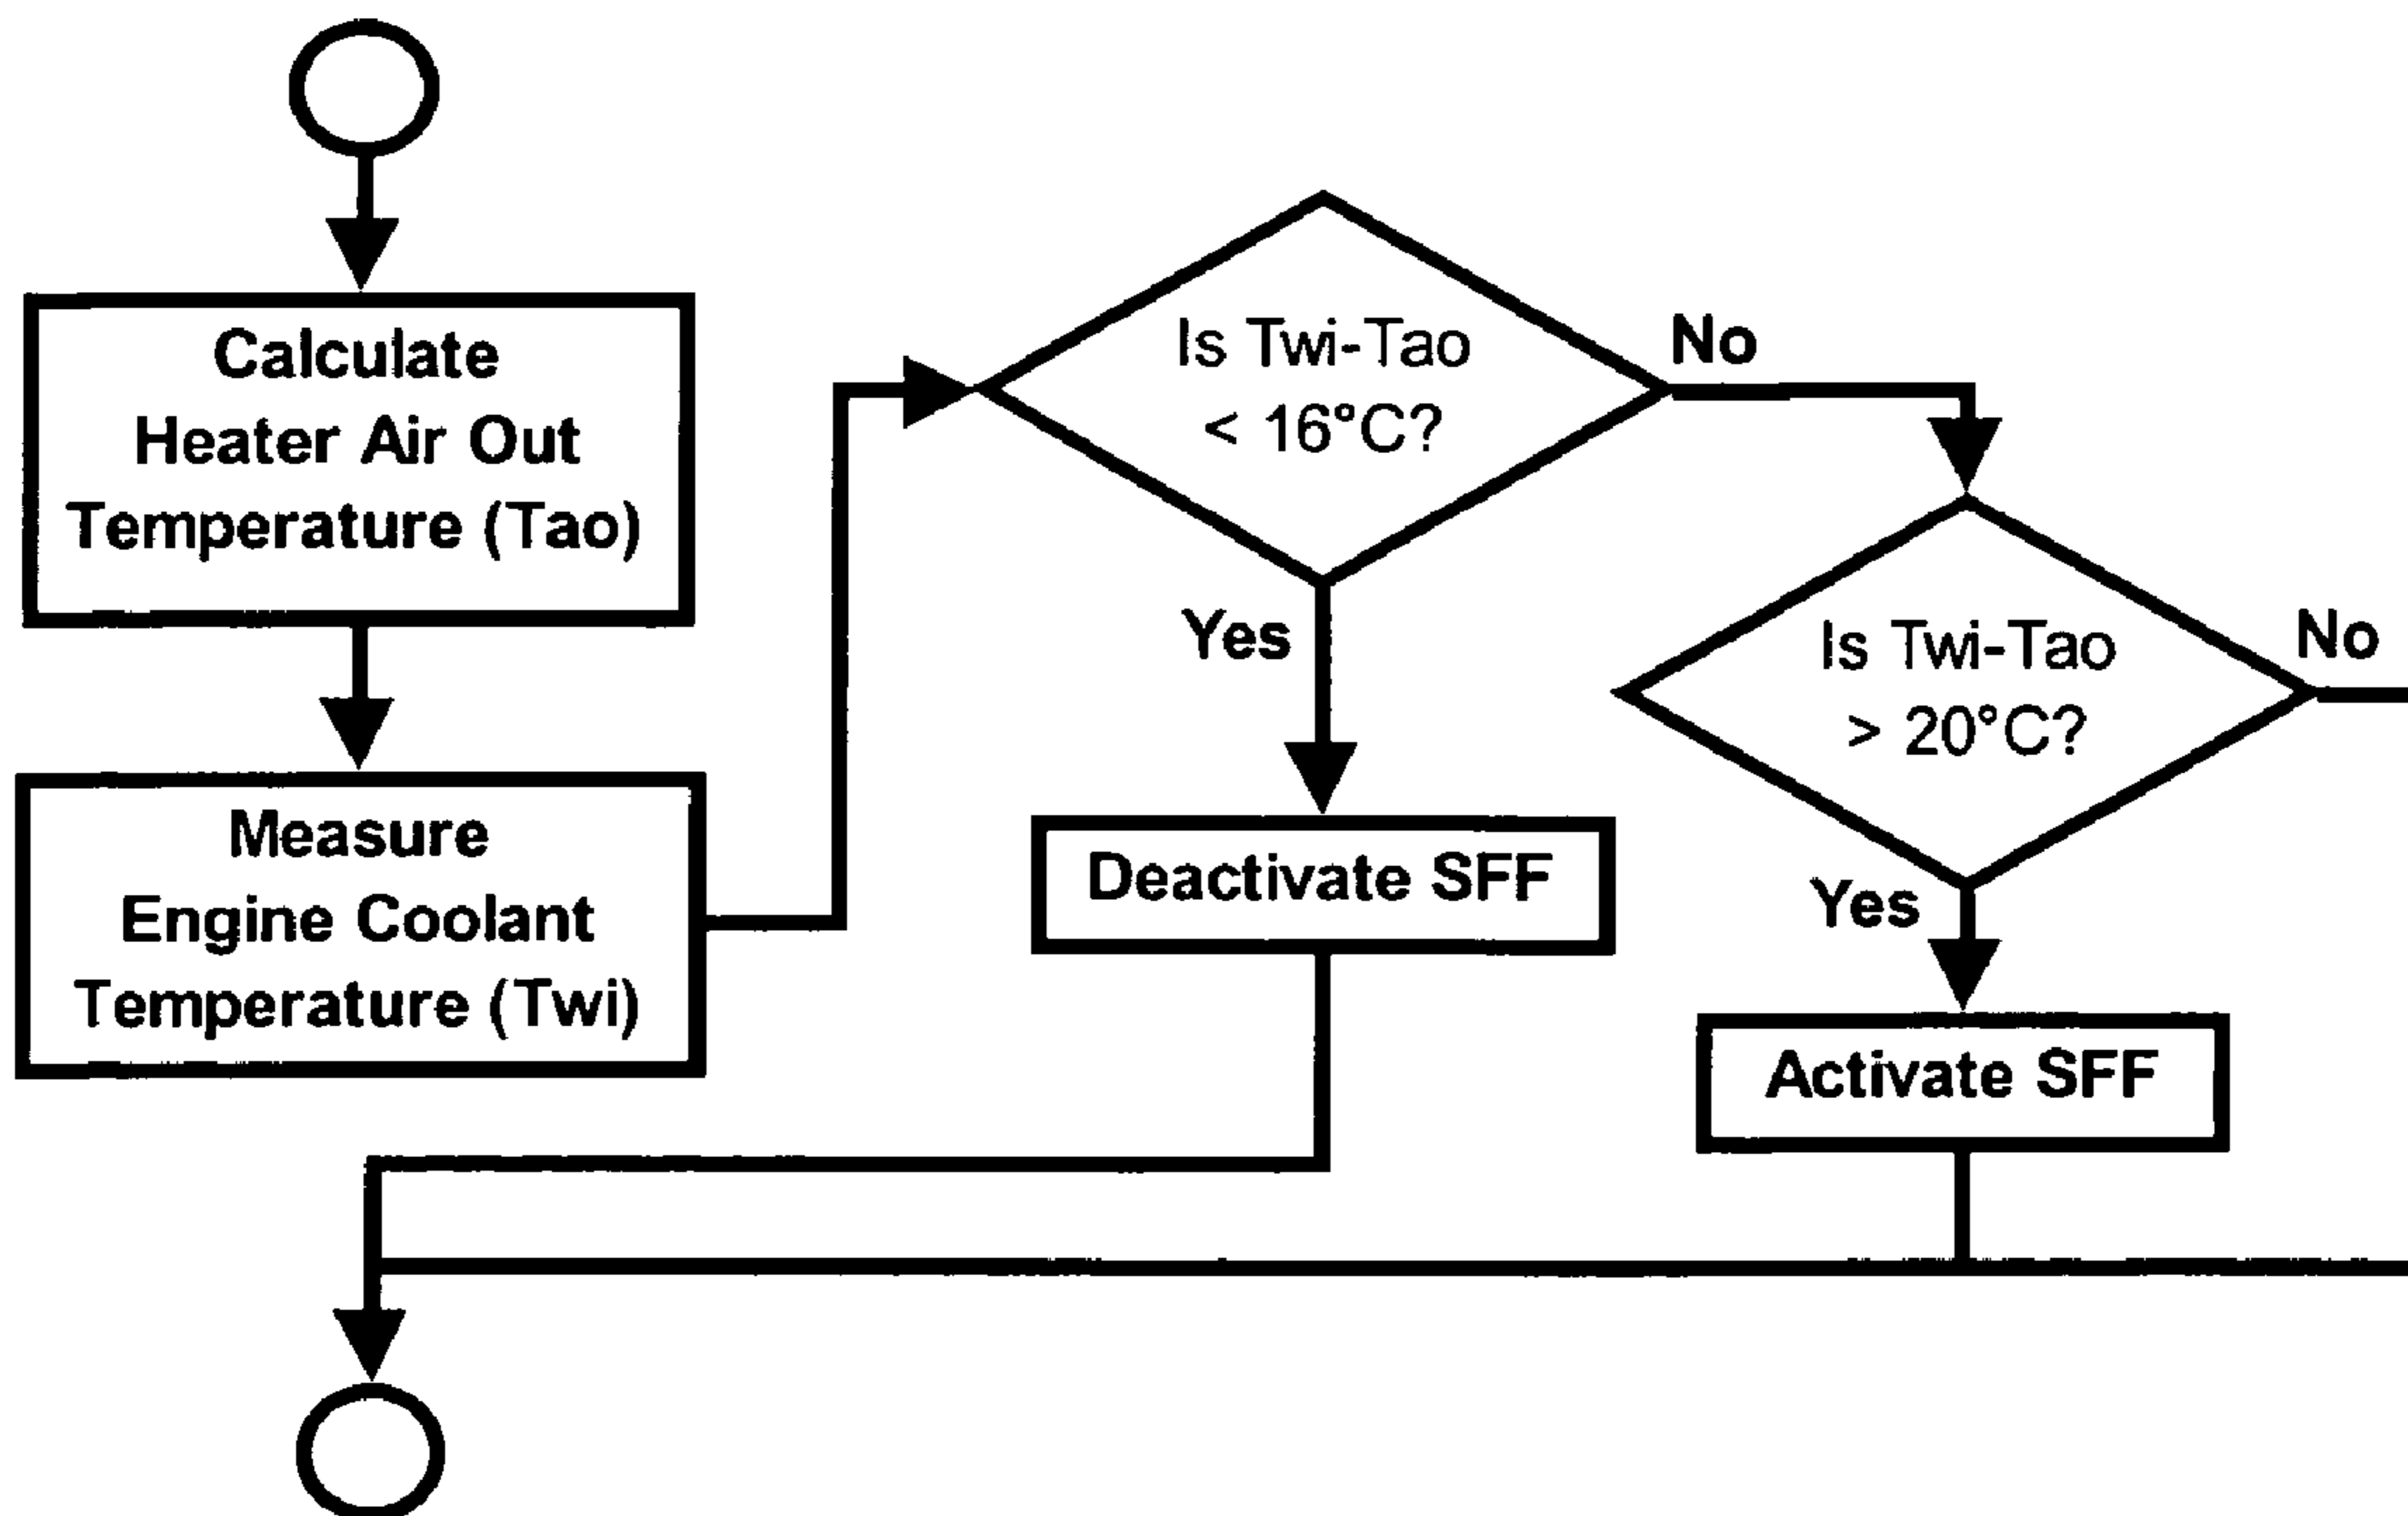 Calculate
Heater Air Out
Temperature (Tao)
Measure
Engine Coolant
Temperature (Twi)
Is Twi-Tao
< 16°C?
No
Yes
Deactivate SFF
Is Twi-Tao
> 20°C?
No
Yes
Activate SFF